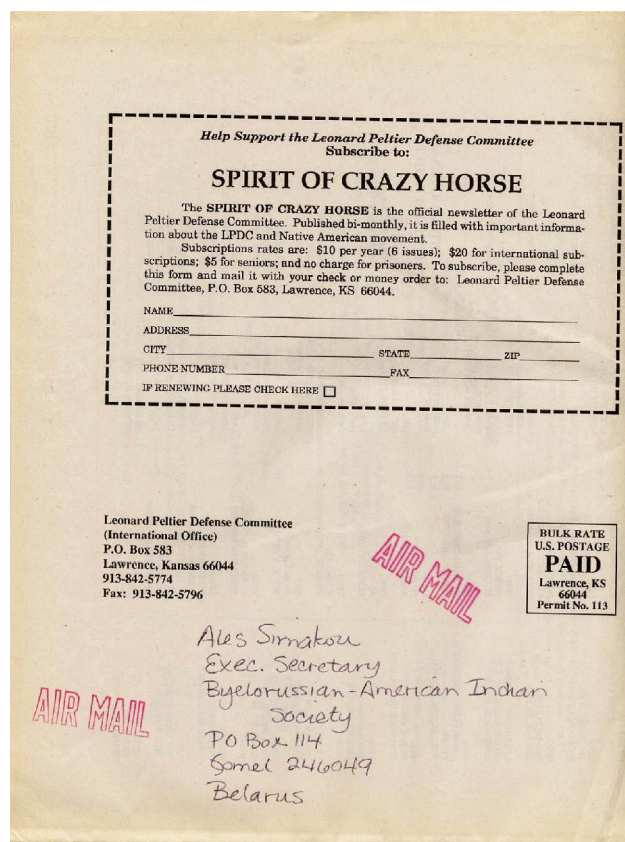 Help Support the Leonard Peltier Defense Committee
Subscribe to:
SPIRIT OF CRAZY HORSE
The SPIRIT OF CRAZY HORSE is the official newsletter of the Leonard
Peltier Defense Committee. Published bi-monthly, it is filled with important informa-
tion about the LPDC and Native American movement.
Subscriptions rates are: $10 per year (6 issues); $20 for international sub-
scriptions; $5 for seniors; and no charge for prisoners. To subscribe, please complete
this form and mail it with your check or money order to: Leonard Peltier Defense
Committee, P.O. Box 583, Lawrence, KS 66044.
NAME
ADDRESS
CITY STATE ZIP
PHONE NUMBER FAX
IF RENEWING PLEASE CHECK HERE
Leonard Peltier Defense Committee
(International Office)
P.O. Box 583
Lawrence, Kansas 66044
913-842-5774
Fax: 913-842-5796
AIR MAIL
BULK RATE
U.S. POSTAGE
PAID
Lawrence, KS
66044
Permit No. 113
Ales Simakou
Exec. Secretary
Byelorussian-American Indian
Society
PO Box 114
Gomel 246049
Belarus
AIR MAIL